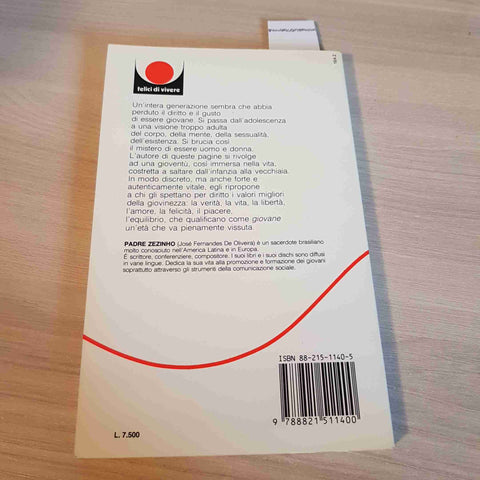 felici di vivere
Un'intera generazione sembra che abbia
perduto il diritto e il gusto
di essere giovane. Si passa dall'adolescenza
a una visione troppo adulta
del corpo, della mente, della sessualità,
dell'esistenza. Si brucia così
il mistero di essere uomo e donna.
L'autore di queste pagine si rivolge
ad una gioventù, così immersa nella vita,
costretta a saltare dall'infanzia alla vecchiaia.
In modo discreto, ma anche forte e
autenticamente vitale, egli ripropone
a chi gli spettano per diritto i valori migliori
della giovinezza: la verità, la vita, la libertà,
l'amore, la felicità, il piacere,
l'equilibrio, che qualificano come giovane
un'età che va pienamente vissuta.
PADRE ZEZINHO (José Fernandes De Oliveira) è un sacerdote brasiliano
molto conosciuto nell'America Latina e in Europa.
È scrittore, conferenziere, compositore. I suoi libri e i suoi dischi sono diffusi
in varie lingue. Dedica la sua vita alla promozione e formazione dei giovani
soprattutto attraverso gli strumenti della comunicazione sociale.
ISBN 88-215-1140-5
9 788821 511400
L. 7.500